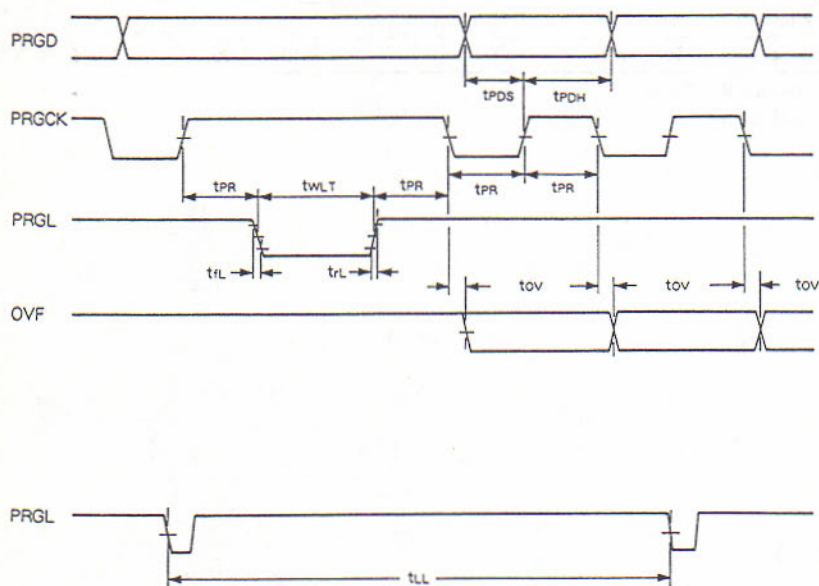 PRGD
tPDS tPDH
PRGCK
tPR tWLT tPR tPR tPR
PRGL
tfL trL
tOV tOV tOV
OVF
PRGL
tLL